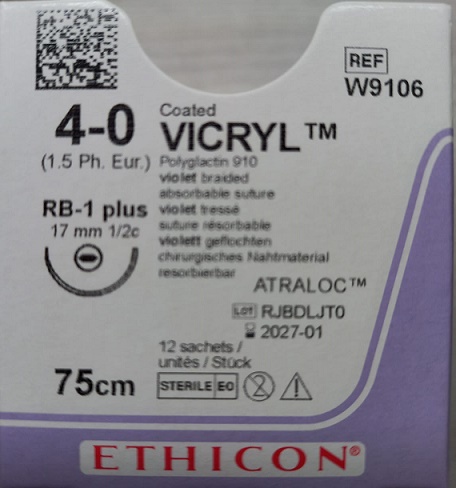 REF
W9106
4-0
(1.5 Ph. Eur.)
RB-1 plus
17 mm 1/2c
Coated
VICRYL™
Polyglactin 910
violet braided
absorbable suture
violet tressé
suture résorbable
violett geflochten
chirurgisches Nahtmaterial
resorbierbar
ATRALOC™
LOT RJBDLJT0
2027-01
12 sachets /
unités / Stück
75cm
STERILE EO
2
ETHICON®